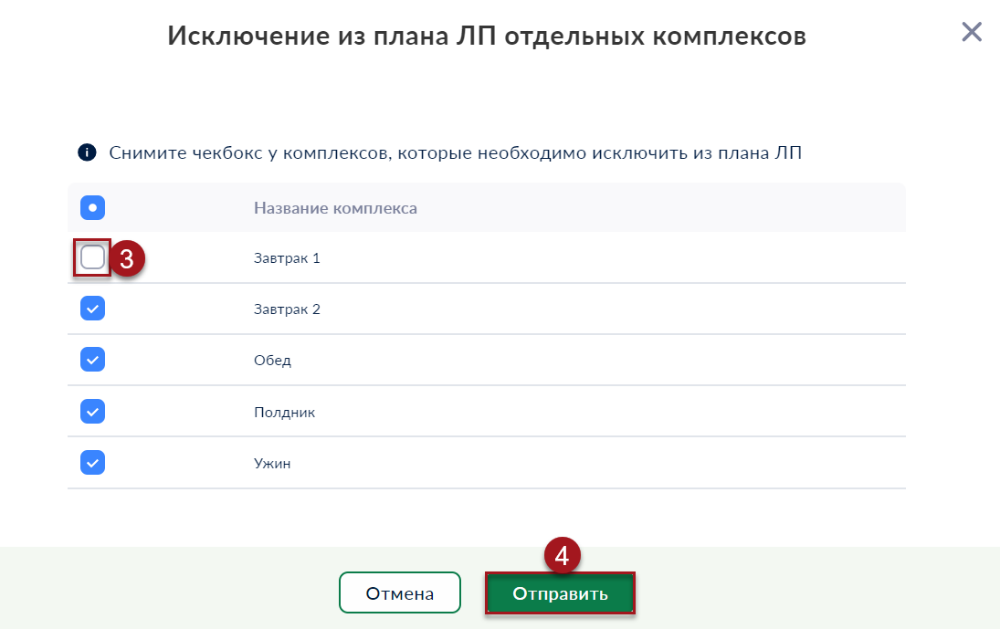 Исключение из плана ЛП отдельных комплексов
Снимите чекбокс у комплексов, которые необходимо исключить из плана ЛП
Название комплекса
3 Завтрак 1
Завтрак 2
Обед
Полдник
Ужин
4
Отмена Отправить